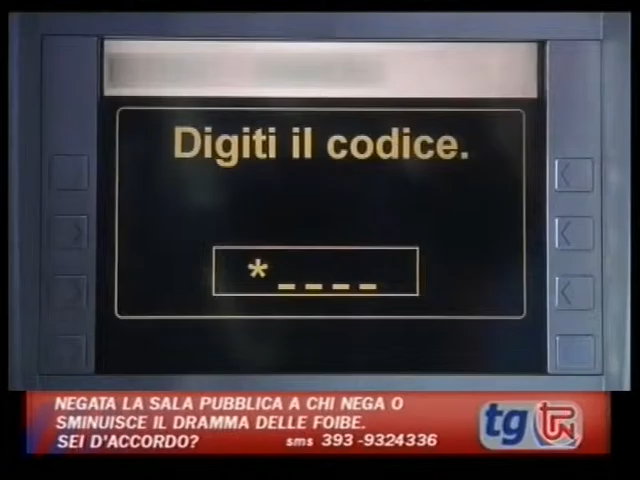 Digiti il codice.
*____
NEGATA LA SALA PUBBLICA A CHI NEGA O
SMINUISCE IL DRAMMA DELLE FOIBE.
SEI D'ACCORDO? sms 393-9324336
tg TPN